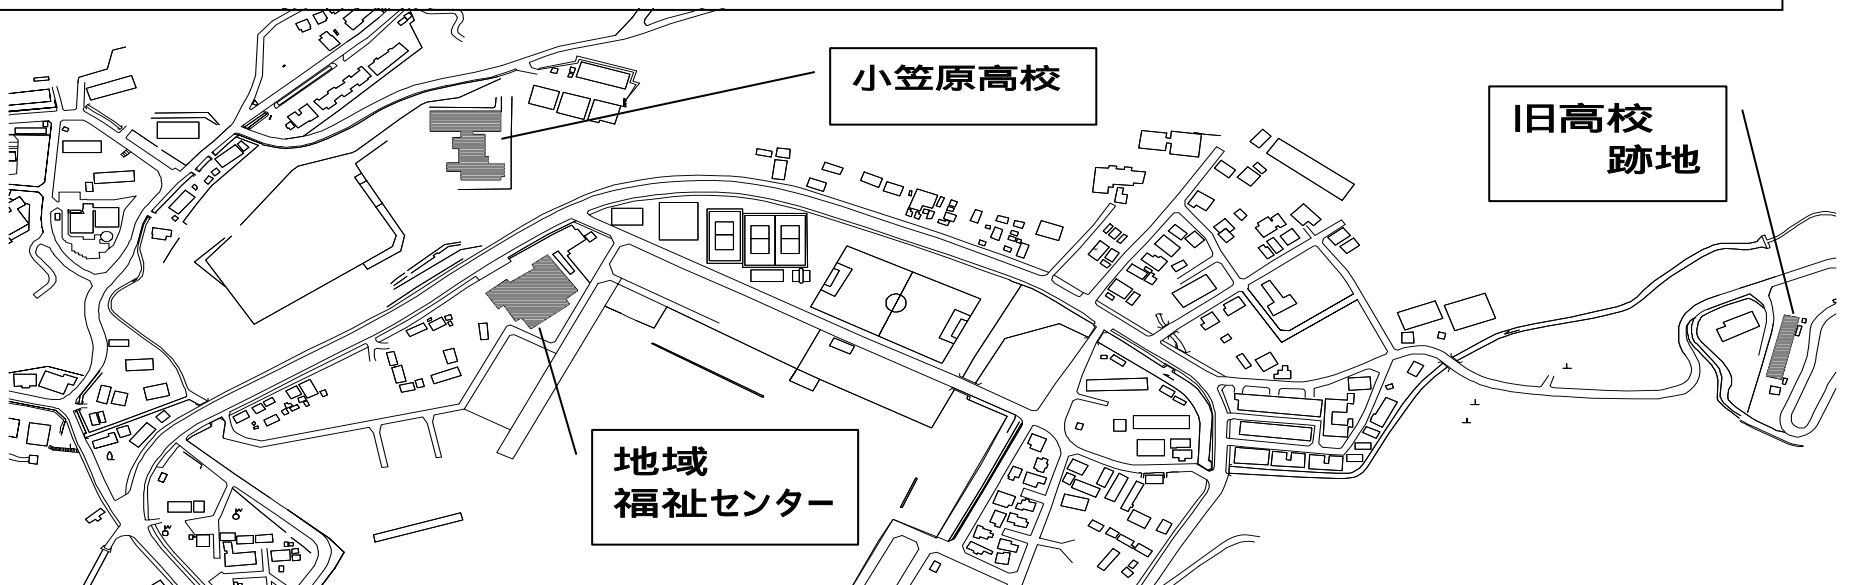 小笠原高校
旧高校
跡地
地域
福祉センター